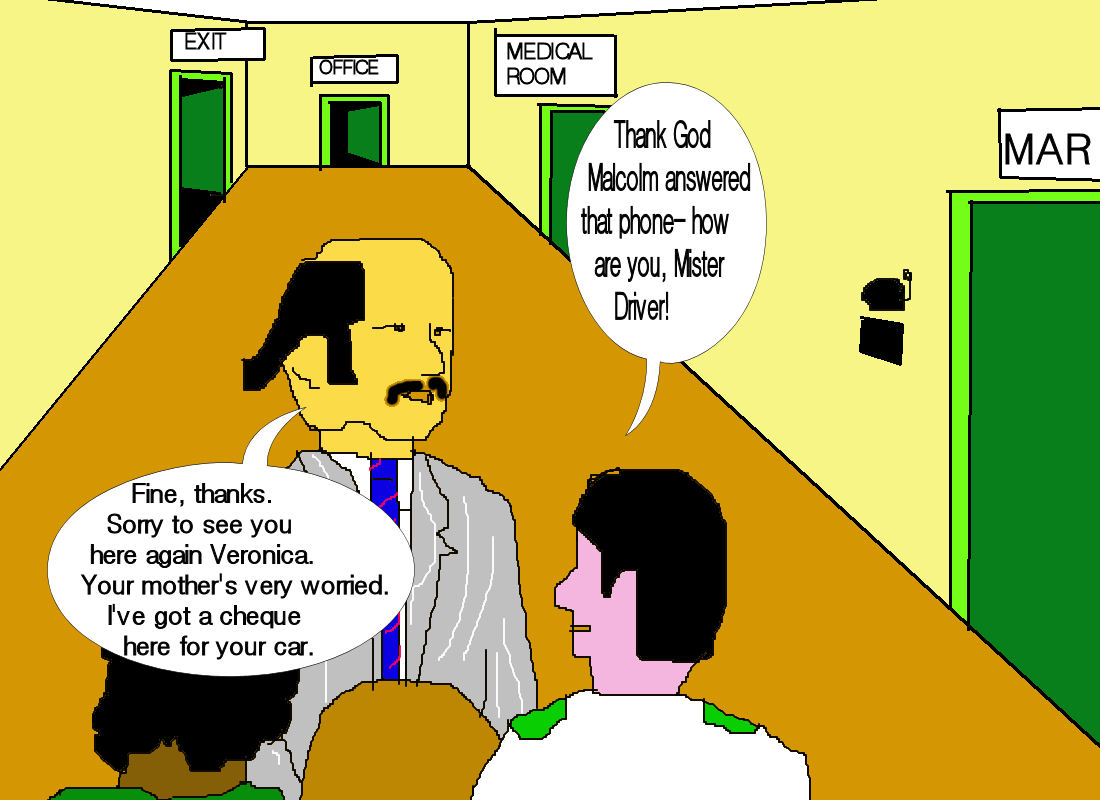 EXIT
OFFICE
MEDICAL
ROOM
MAR
Thank God
Malcolm answered
that phone- how
are you, Mister
Driver!
Fine, thanks.
Sorry to see you
here again Veronica.
Your mother's very worried.
I've got a cheque
here for your car.